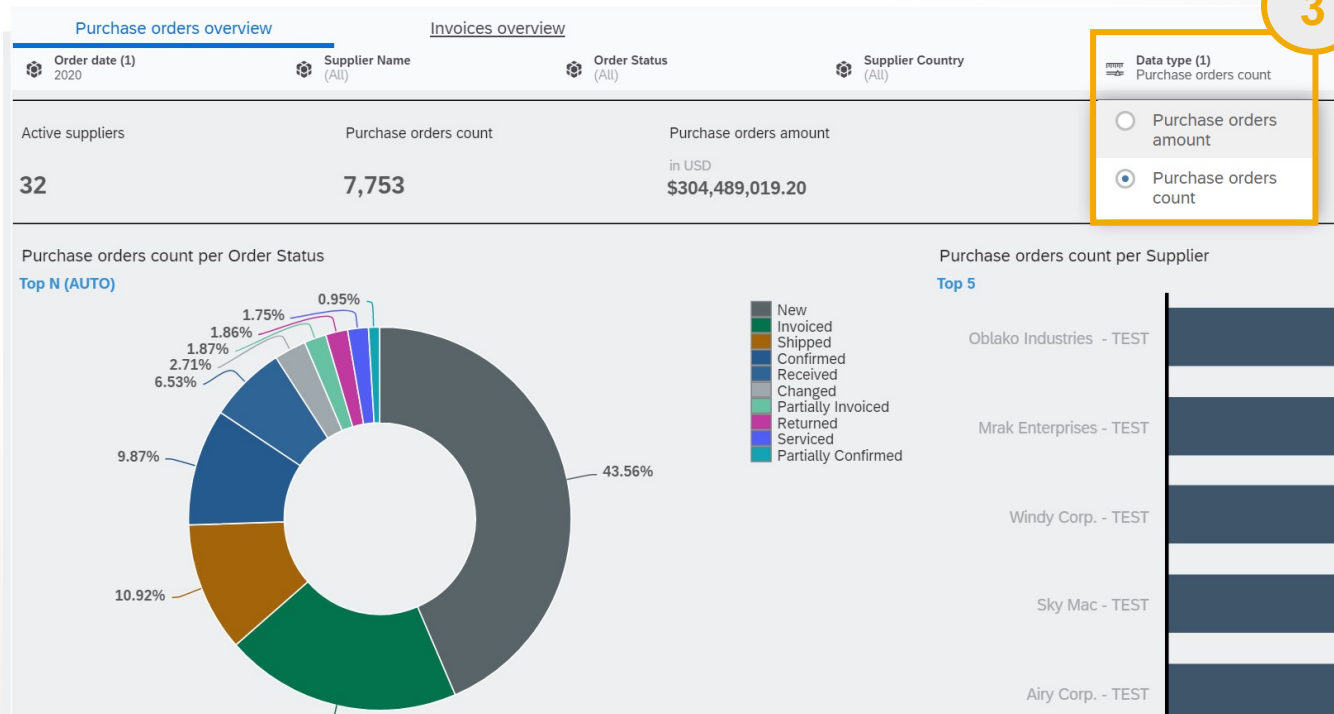 3
Purchase orders overview
Invoices overview
Order date (1)
2020
Supplier Name
(All)
Order Status
(All)
Supplier Country
(All)
Data type (1)
Purchase orders count
Purchase orders
amount
Purchase orders
count
Active suppliers
32
Purchase orders count
7,753
Purchase orders amount
in USD
$304,489,019.20
Purchase orders count per Order Status
Top N (AUTO)
0.95%
1.75%
1.86%
1.87%
2.71%
6.53%
9.87%
10.92%
43.56%
New
Invoiced
Shipped
Confirmed
Received
Changed
Partially Invoiced
Returned
Serviced
Partially Confirmed
Purchase orders count per Supplier
Top 5
Oblako Industries - TEST
Mrak Enterprises - TEST
Windy Corp. - TEST
Sky Mac - TEST
Airy Corp. - TEST